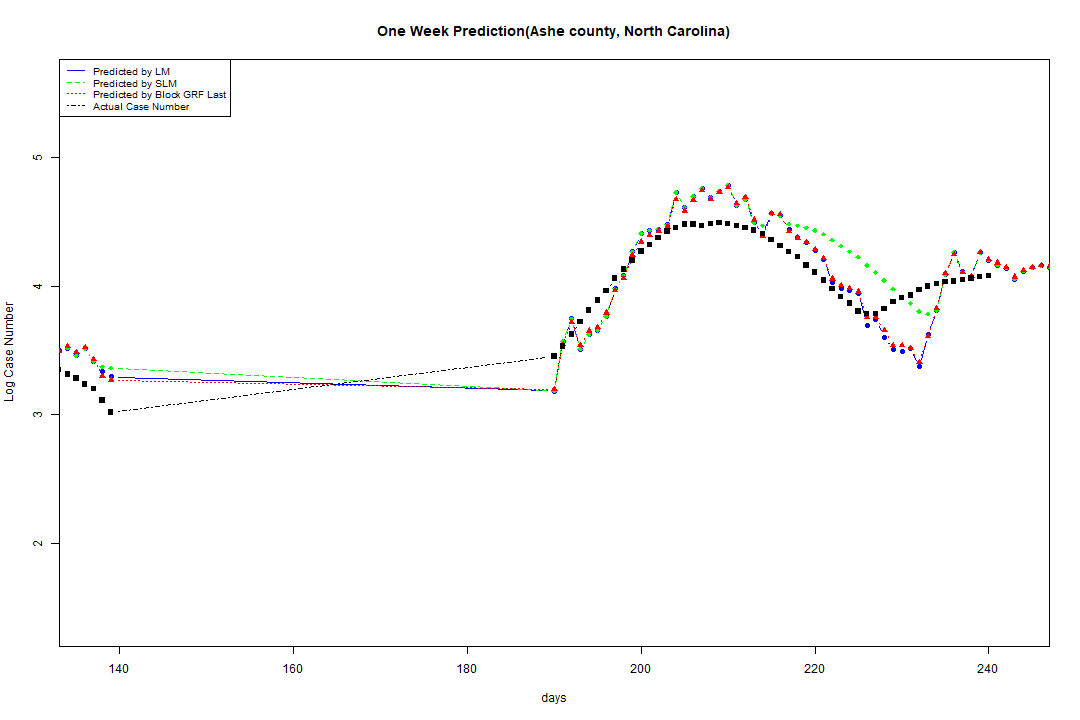 One Week Prediction(Ashe county, North Carolina)
Predicted by LM
Predicted by SLM
Predicted by Block GRF Last
Actual Case Number
Log Case Number
5
4
3
2
140 160 180 200 220 240
days